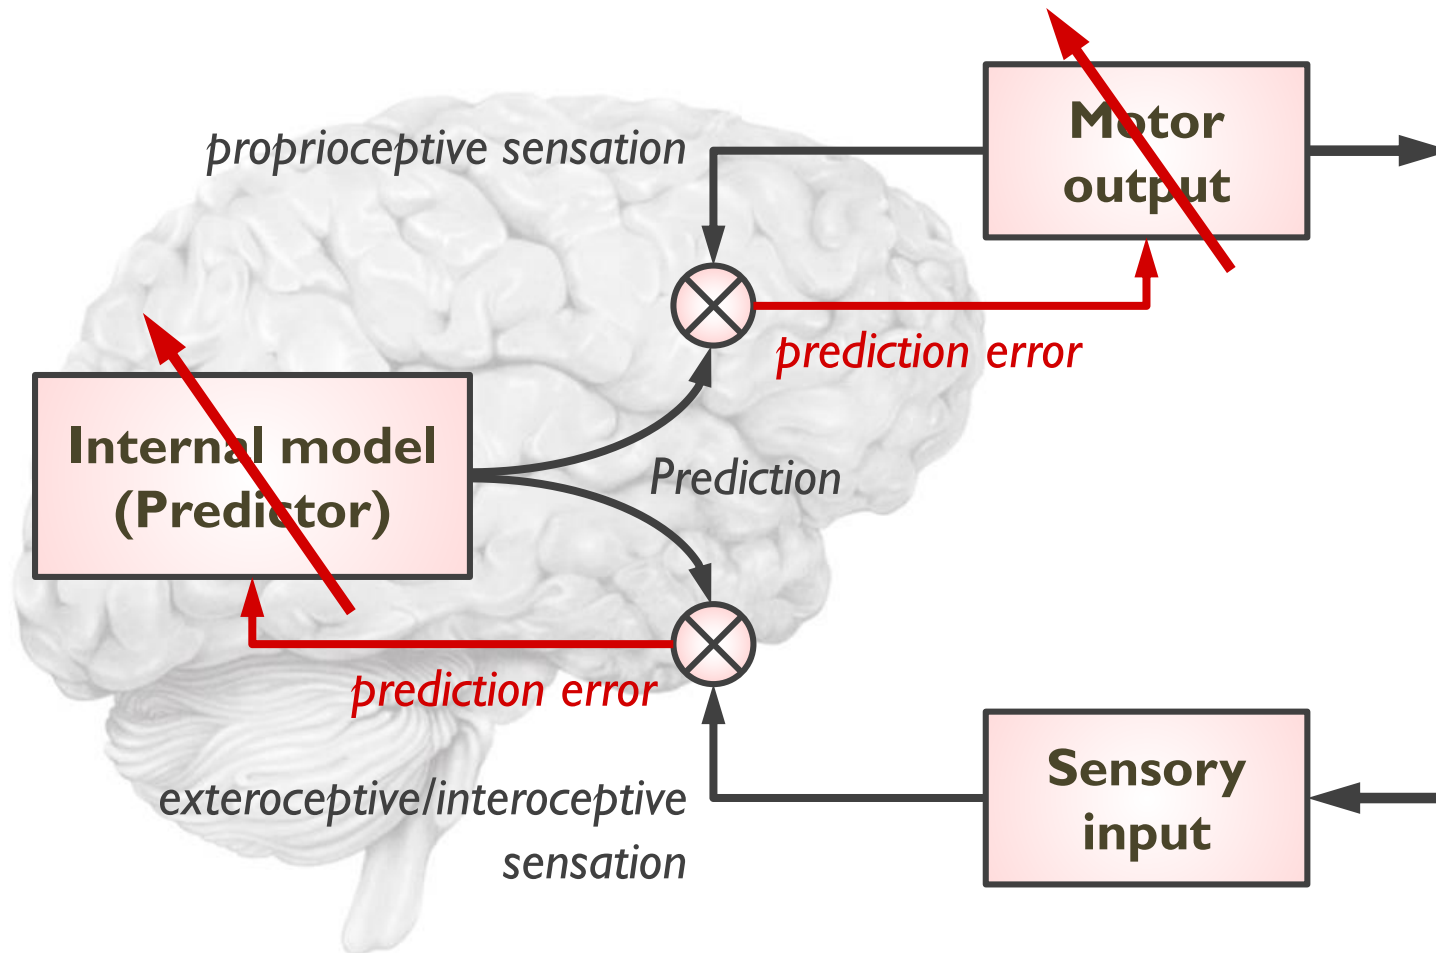 Motor
output
proprioceptive sensation
prediction error
Internal model
(Predictor)
Prediction
prediction error
Sensory
input
exteroceptive/interoceptive
sensation